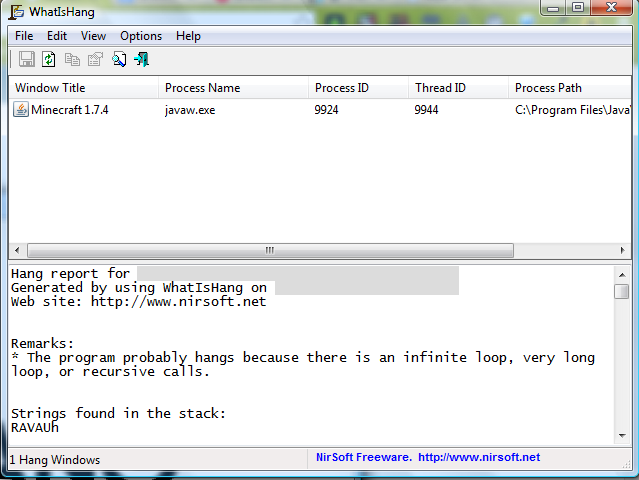 WhatIsHang
File Edit View Options Help
Window Title Process Name Process ID Thread ID Process Path
Minecraft 1.7.4 javaw.exe 9924 9944 C:\Program Files\Java\
Hang report for
Generated by using WhatIsHang on
Web site: http://www.nirsoft.net
Remarks:
* The program probably hangs because there is an infinite loop, very long
loop, or recursive calls.
Strings found in the stack:
RAVAUh
1 Hang Windows NirSoft Freeware. http://www.nirsoft.net